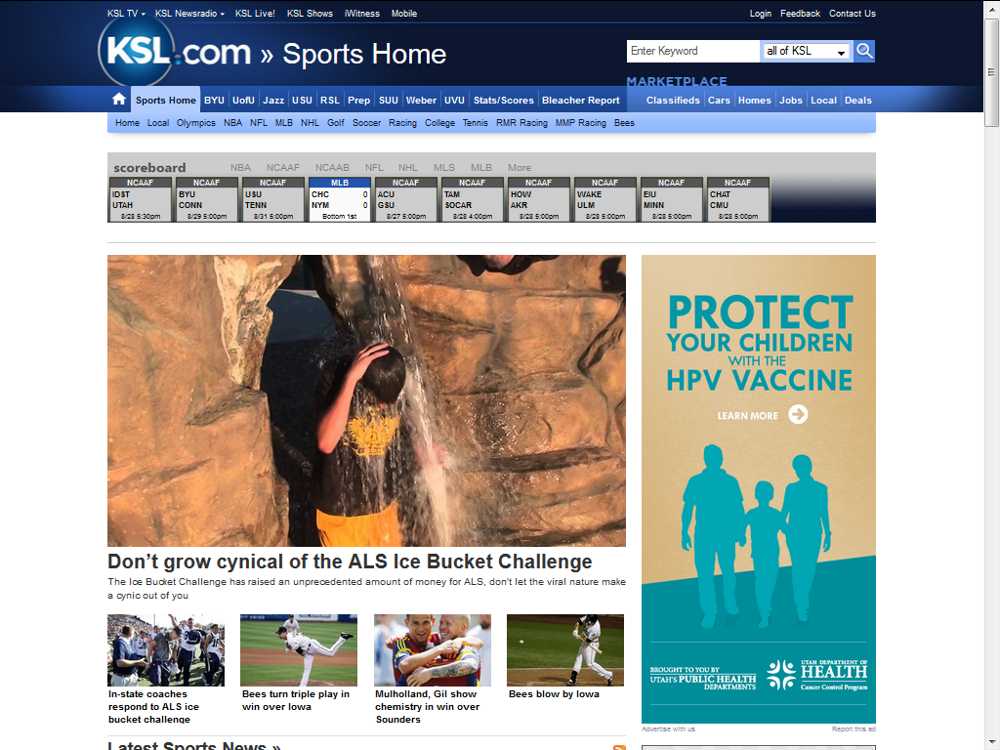 KSL TV KSL Newsradio KSL Live! KSL Shows iWitness Mobile Login Feedback Contact Us
KSL.com » Sports Home
Enter Keyword all of KSL
MARKETPLACE
Sports Home BYU UofU Jazz USU RSL Prep SUU Weber UVU Stats/Scores Bleacher Report Classifieds Cars Homes Jobs Local Deals
Home Local Olympics NBA NFL MLB NHL Golf Soccer Racing College Tennis RMR Racing MMP Racing Bees
scoreboard NBA NCAAF NCAAB NFL NHL MLS MLB More
NCAAF NCAAF NCAAF MLB NCAAF NCAAF NCAAF NCAAF NCAAF NCAAF
IDST BYU USU CHC 0 ACU TAM HOW WAKE EIU CHAT
UTAH CONN TENN NYM 0 GSU SOCAR AKR ULM MINN CMU
8/28 5:30pm 8/29 5:00pm 8/31 5:00pm Bottom 1st 8/27 5:00pm 8/28 4:00pm 8/28 5:00pm 8/28 5:00pm 8/28 5:00pm 8/28 5:00pm
PROTECT
YOUR CHILDREN
WITH THE
HPV VACCINE
LEARN MORE
Don't grow cynical of the ALS Ice Bucket Challenge
The Ice Bucket Challenge has raised an unprecedented amount of money for ALS, don't let the viral nature make
a cynic out of you
In-state coaches
respond to ALS ice
bucket challenge
Bees turn triple play in
win over Iowa
Mulholland, Gil show
chemistry in win over
Sounders
Bees blow by Iowa
BROUGHT TO YOU BY
UTAH'S PUBLIC HEALTH
DEPARTMENTS
UTAH DEPARTMENT OF
HEALTH
Cancer Control Program
Advertise with us Report this ad
Latest Sports News »